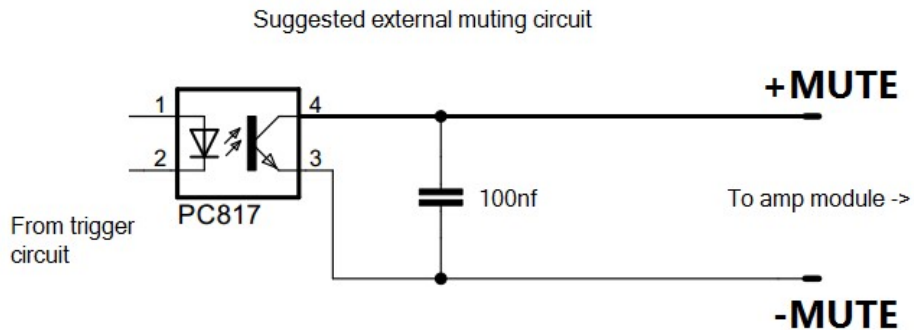 Suggested external muting circuit
+MUTE
1
4
2
3
PC817
100nf
To amp module ->
From trigger
circuit
-MUTE